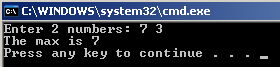 C:\WINDOWS\system32\cmd.exe
Enter 2 numbers: 7 3
The max is 7
Press any key to continue . . .